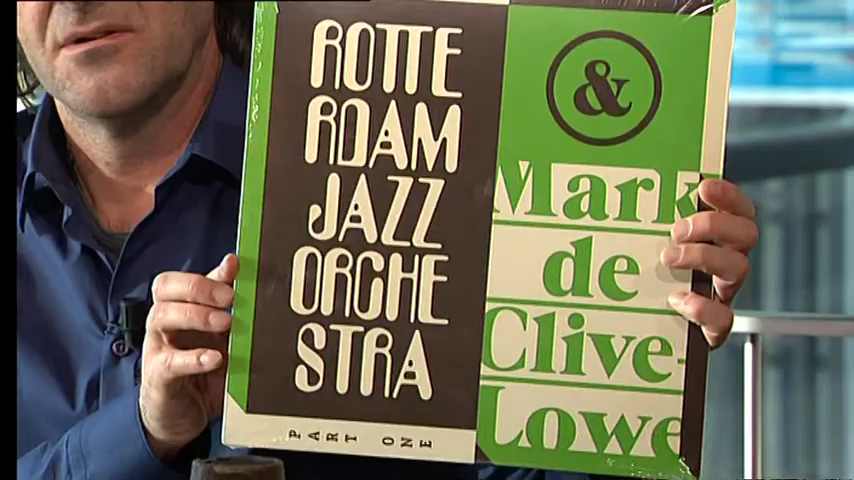 ROTTE
RDAM
JAZZ
ORCHE
STRA
PART ONE
&
Mark
de
Clive-
Lowe